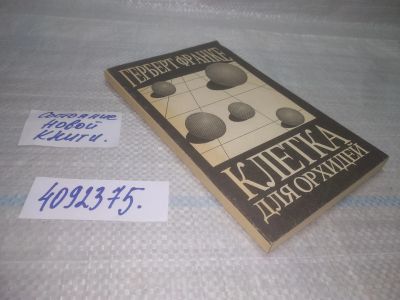 ГЕРБЕРТ ФРАНКЕ
КЛЕТКА
ДЛЯ ОРХИДЕЙ
Состояние
новой
книги.
4092375.